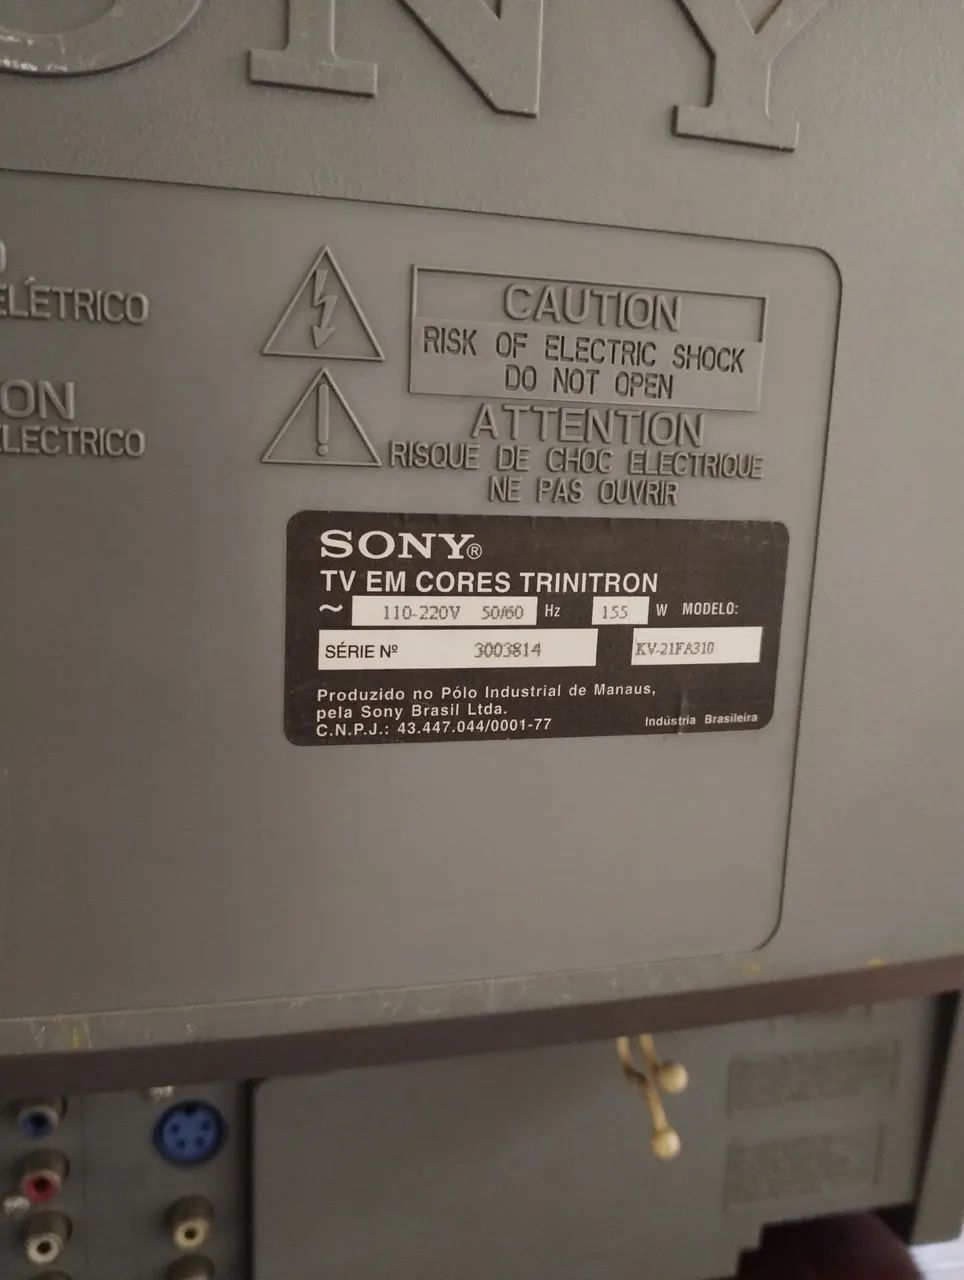 SONY
ELÉTRICO
CAUTION
RISK OF ELECTRIC SHOCK
DO NOT OPEN
ON
ELECTRICO
ATTENTION
RISQUE DE CHOC ELECTRIQUE
NE PAS OUVRIR
SONY®
TV EM CORES TRINITRON
~ 110-220V 50/60 Hz 155 W MODELO:
SÉRIE Nº 3003814 KV-21FA310
Produzido no Pólo Industrial de Manaus,
pela Sony Brasil Ltda.
C.N.P.J.: 43.447.044/0001-77 Indústria Brasileira